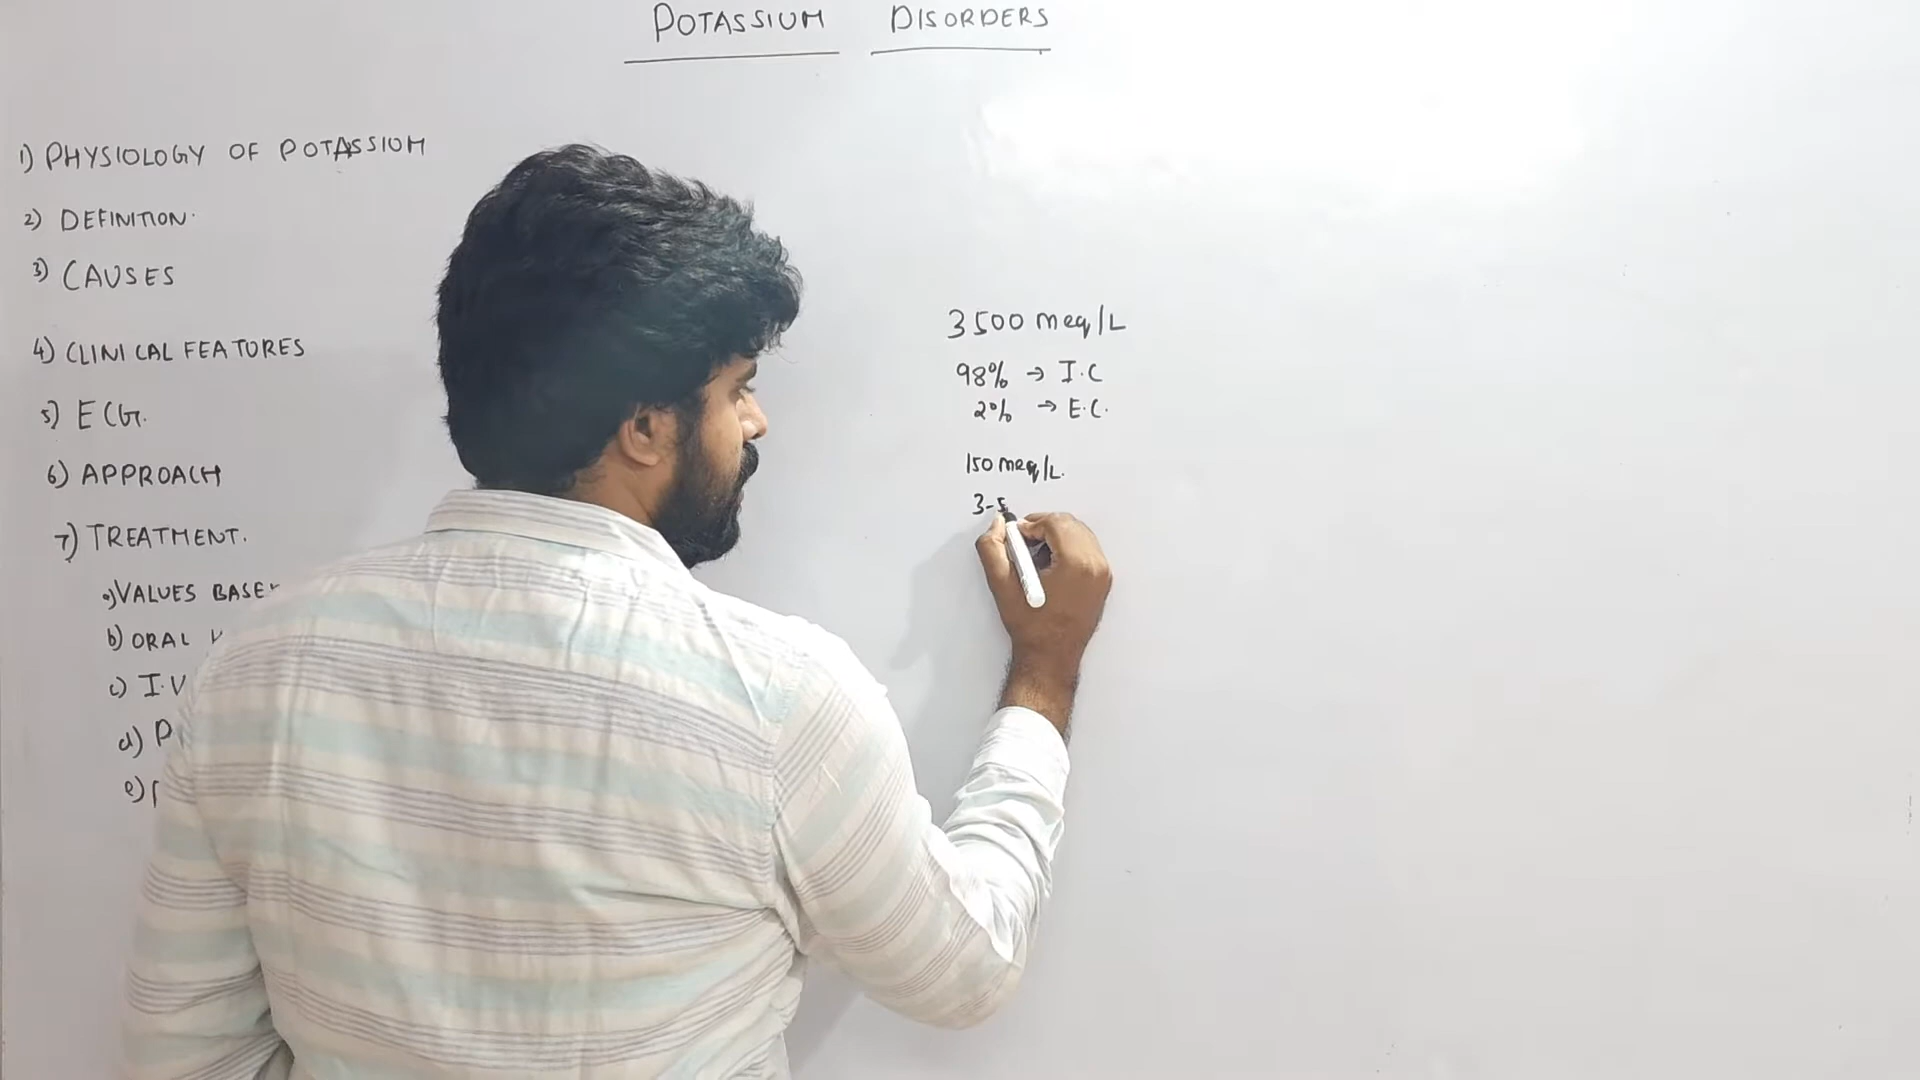 POTASSIUM DISORDERS
1) PHYSIOLOGY OF POTASSIUM
2) DEFINITION.
3) CAUSES
4) CLINICAL FEATURES
5) ECG.
6) APPROACH
7) TREATMENT.
a) VALUES
b) ORAL
c) I.V
d)
e)
3500 meq/L
98% → I.C
2% → E.C.
150 meq/L.
3-5